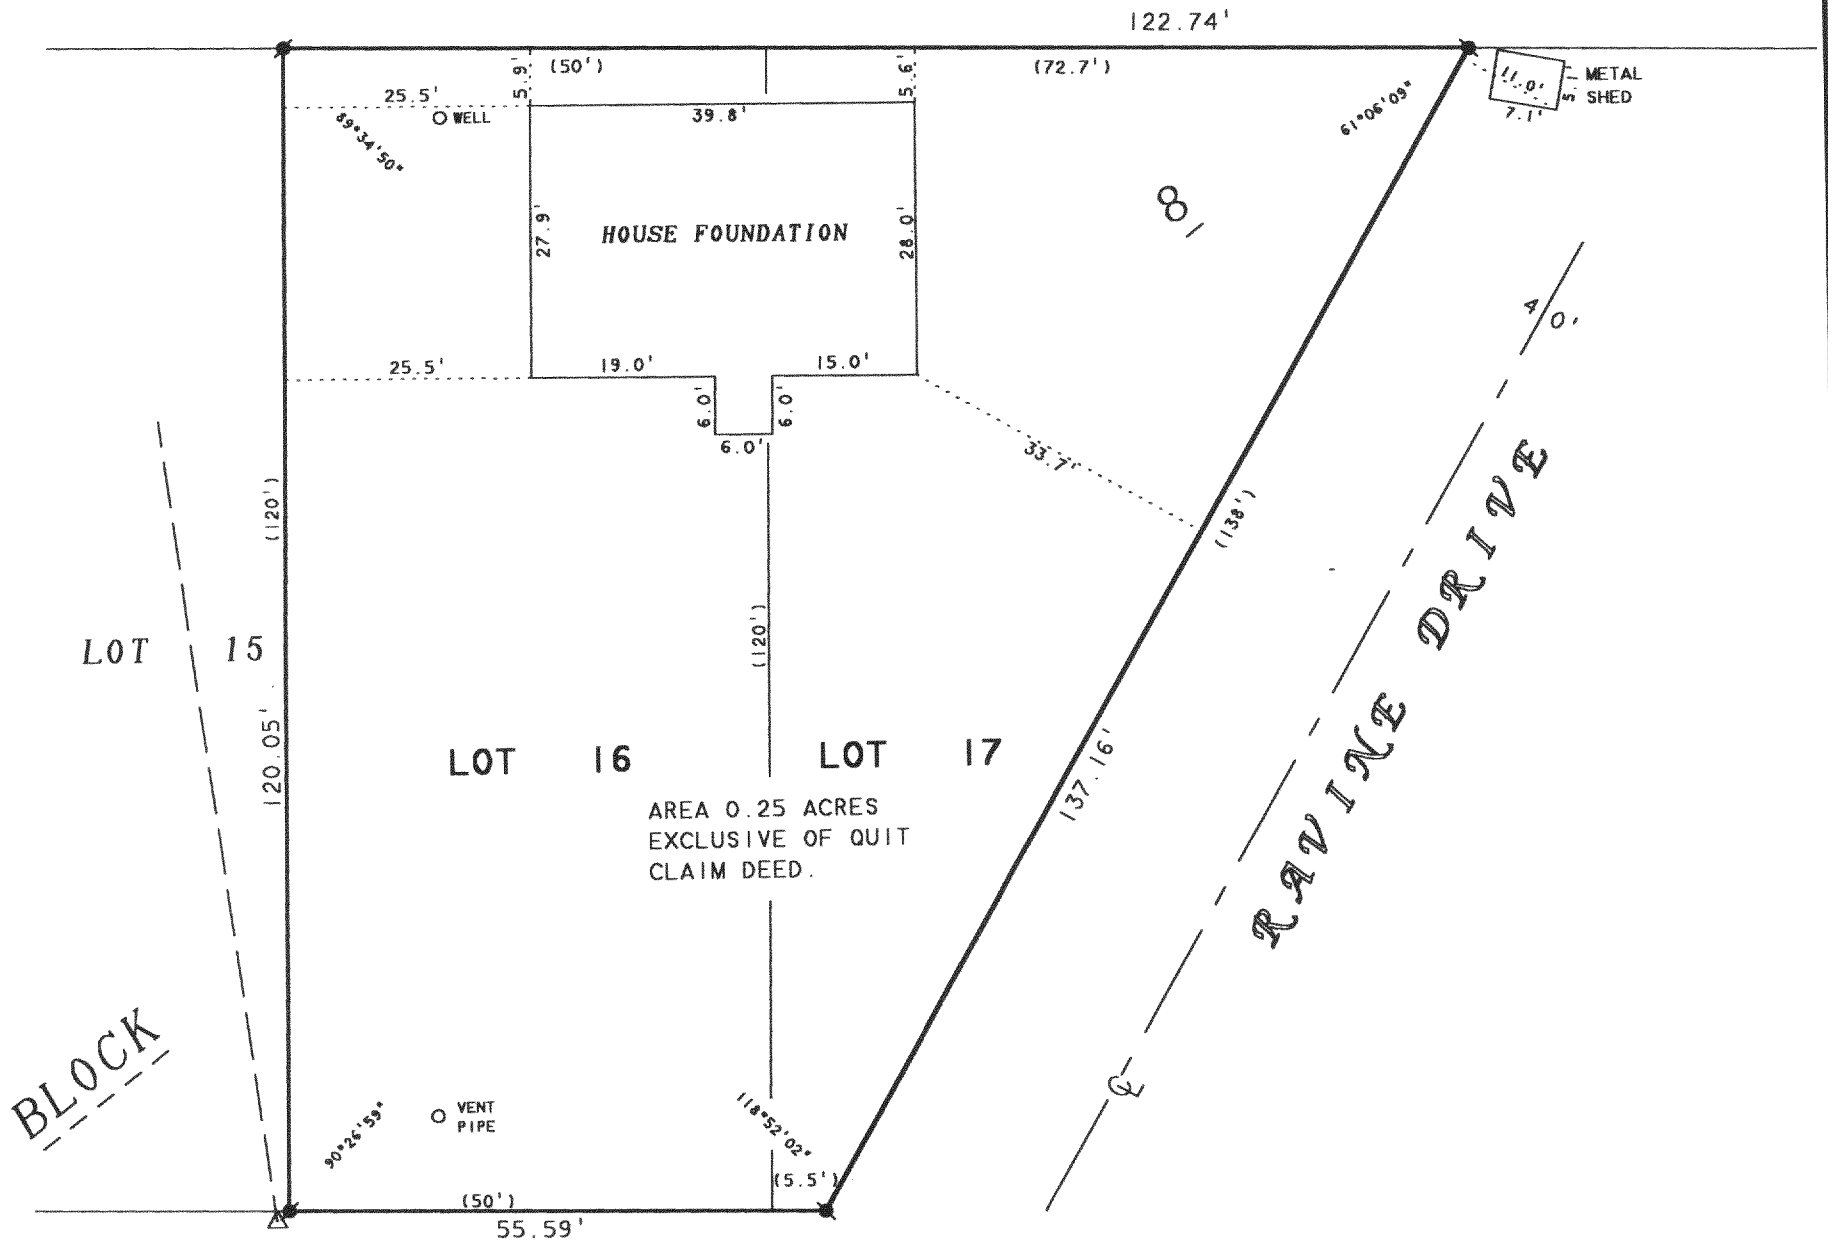 122.74'
(50')
(72.7')
5.9'
5.6'
25.5'
WELL
39.8'
89°34'50"
61°06'09"
11.0'
7.1'
METAL
SHED
27.9'
HOUSE FOUNDATION
28.0'
18
40'
25.5'
19.0'
15.0'
6.0'
6.0'
6.0'
33.7'
(120')
(138')
(120')
LOT 15
RAVINE DRIVE
120.05'
LOT 16
LOT 17
137.16'
AREA 0.25 ACRES
EXCLUSIVE OF QUIT
CLAIM DEED.
BLOCK
90°26'59"
VENT
PIPE
118°52'02"
(50')
(5.5')
55.59'